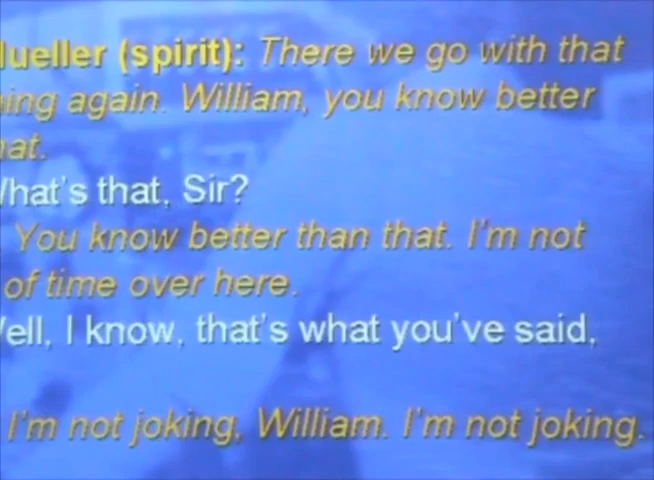 lueller (spirit): There we go with that
ing again. William, you know better
hat.
/hat's that, Sir?
You know better than that. I'm not
of time over here.
/ell, I know, that's what you've said,
I'm not joking, William. I'm not joking.